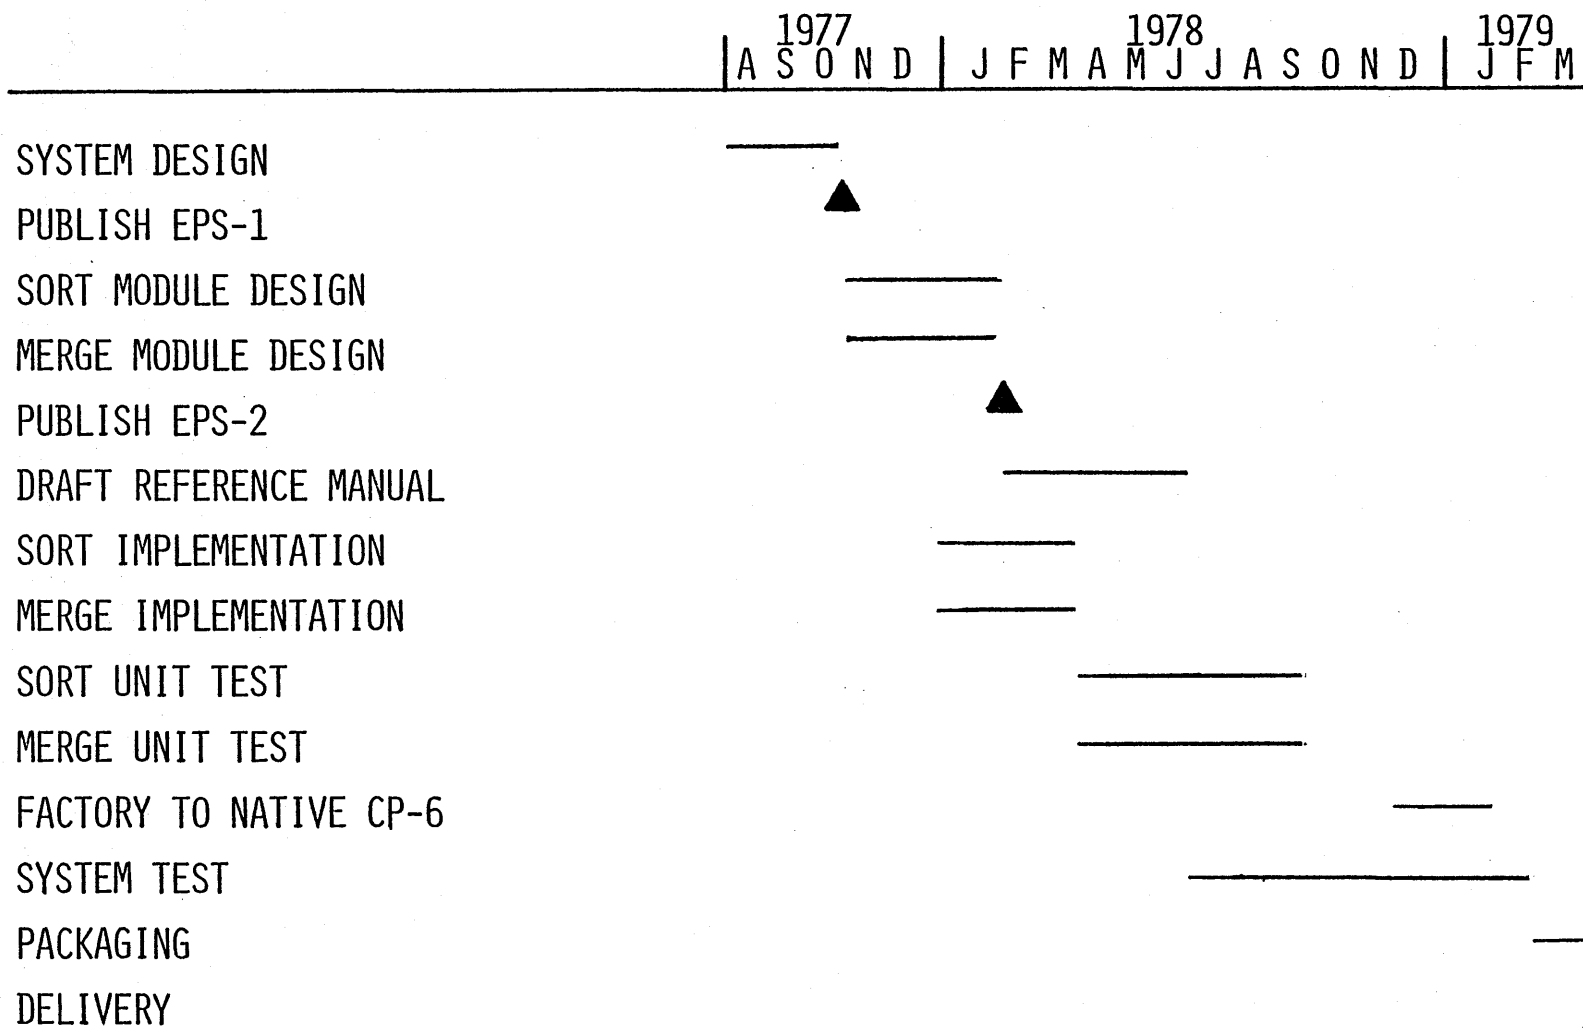 1977 1978 1979
A S O N D J F M A M J J A S O N D J F M
SYSTEM DESIGN
PUBLISH EPS-1
SORT MODULE DESIGN
MERGE MODULE DESIGN
PUBLISH EPS-2
DRAFT REFERENCE MANUAL
SORT IMPLEMENTATION
MERGE IMPLEMENTATION
SORT UNIT TEST
MERGE UNIT TEST
FACTORY TO NATIVE CP-6
SYSTEM TEST
PACKAGING
DELIVERY